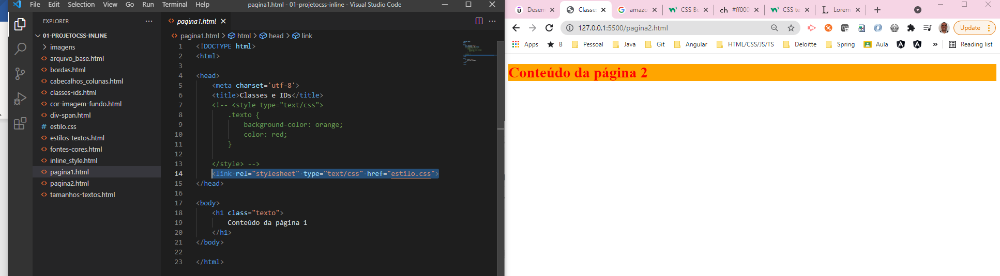 File Edit Selection View Go Run Terminal Help pagina1.html - 01-projetocss-inline - Visual Studio Code
EXPLORER
01-PROJETOCSS-INLINE
imagens
arquivo_base.html
bordas.html
cabecalhos_colunas.html
classes-ids.html
cor-imagem-fundo.html
div-span.html
# estilo.css
estilos-textos.html
fontes-cores.html
inline_style.html
pagina1.html
pagina2.html
tamanhos-textos.html
pagina1.html
pagina1.html > html > head > link
1 <!DOCTYPE html>
2 <html>
3
4 <head>
5 <meta charset='utf-8'>
6 <title>Classes e IDs</title>
7 <!-- <style type="text/css">
8 .texto {
9 background-color: orange;
10 color: red;
11 }
12
13 </style> -->
14 <link rel="stylesheet" type="text/css" href="estilo.css">
15 </head>
16
17 <body>
18 <h1 class="texto">
19 Conteúdo da página 1
20 </h1>
21 </body>
22
23 </html>
Desen Classe amazo CSS Bo ch #ff000 CSS te L Lorem
127.0.0.1:5500/pagina2.html Update
Apps B Pessoal Java Git Angular HTML/CSS/JS/TS Deloitte Spring Aula » Reading list
Conteúdo da página 2